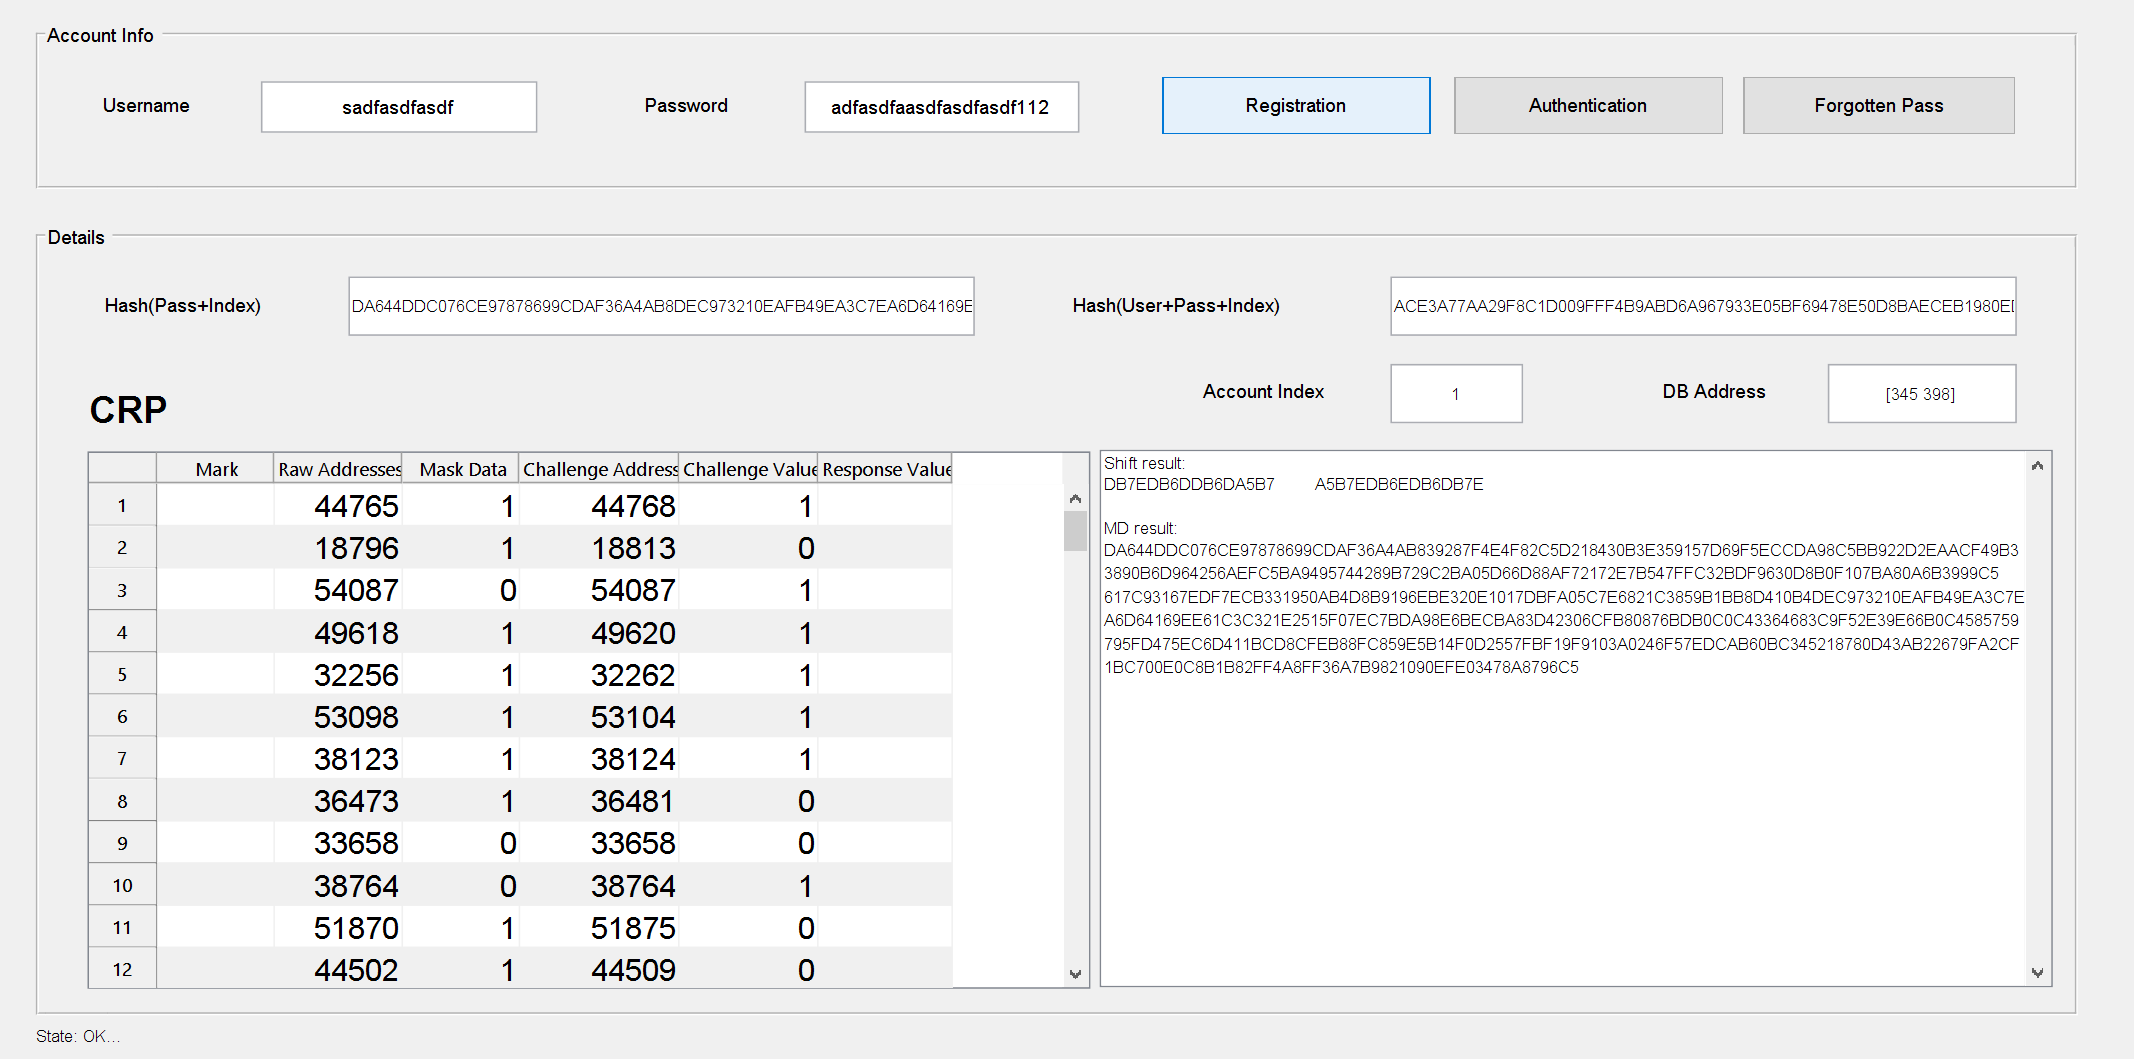 Account Info
Username sadfasdfasdf Password adfasdfaasdfasdfasdf112 Registration Authentication Forgotten Pass
Details
Hash(Pass+Index) DA644DDC076CE97878699CDAF36A4AB8DEC973210EAFB49EA3C7EA6D64169E Hash(User+Pass+Index) ACE3A77AA29F8C1D009FFF4B9ABD6A967933E05BF69478E50D8BAECEB1980E
Account Index 1 DB Address [345 398]
CRP
Mark Raw Addresses Mask Data Challenge Address Challenge Value Response Value
1 44765 1 44768 1
2 18796 1 18813 0
3 54087 0 54087 1
4 49618 1 49620 1
5 32256 1 32262 1
6 53098 1 53104 1
7 38123 1 38124 1
8 36473 1 36481 0
9 33658 0 33658 0
10 38764 0 38764 1
11 51870 1 51875 0
12 44502 1 44509 0
Shift result:
DB7EDB6DDB6DA5B7 A5B7EDB6EDB6DB7E
MD result:
DA644DDC076CE97878699CDAF36A4AB839287F4E4F82C5D218430B3E359157D69F5ECCDA98C5BB922D2EAACF49B3
3890B6D964256AEFC5BA9495744289B729C2BA05D66D88AF72172E7B547FFC32BDF9630D8B0F107BA80A6B3999C5
617C93167EDF7ECB331950AB4D8B9196EBE320E1017DBFA05C7E6821C3859B1BB8D410B4DEC973210EAFB49EA3C7E
A6D64169EE61C3C321E2515F07EC7BDA98E6BECBA83D42306CFB80876BDB0C0C43364683C9F52E39E66B0C4585759
795FD475EC6D411BCD8CFEB88FC859E5B14F0D2557FBF19F9103A0246F57EDCAB60BC345218780D43AB22679FA2CF
1BC700E0C8B1B82FF4A8FF36A7B9821090EFE03478A8796C5
State: OK...